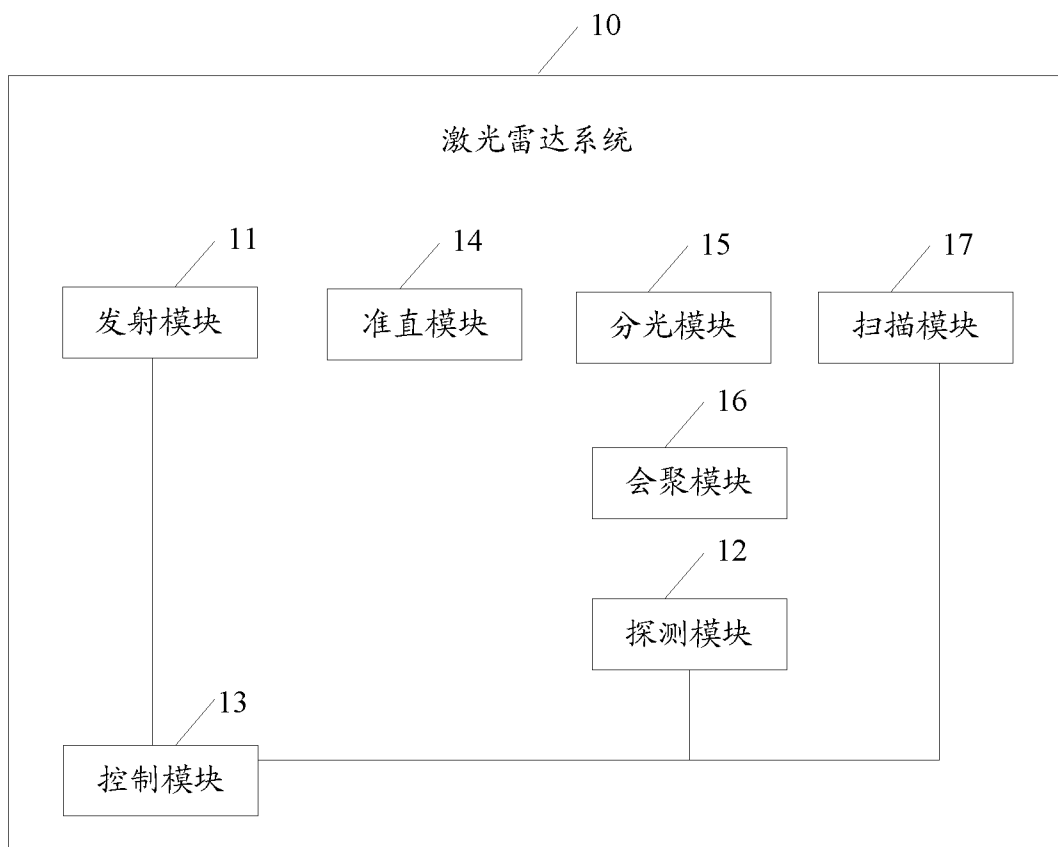 10
激光雷达系统
11
14
15
17
发射模块
准直模块
分光模块
扫描模块
16
会聚模块
12
探测模块
13
控制模块